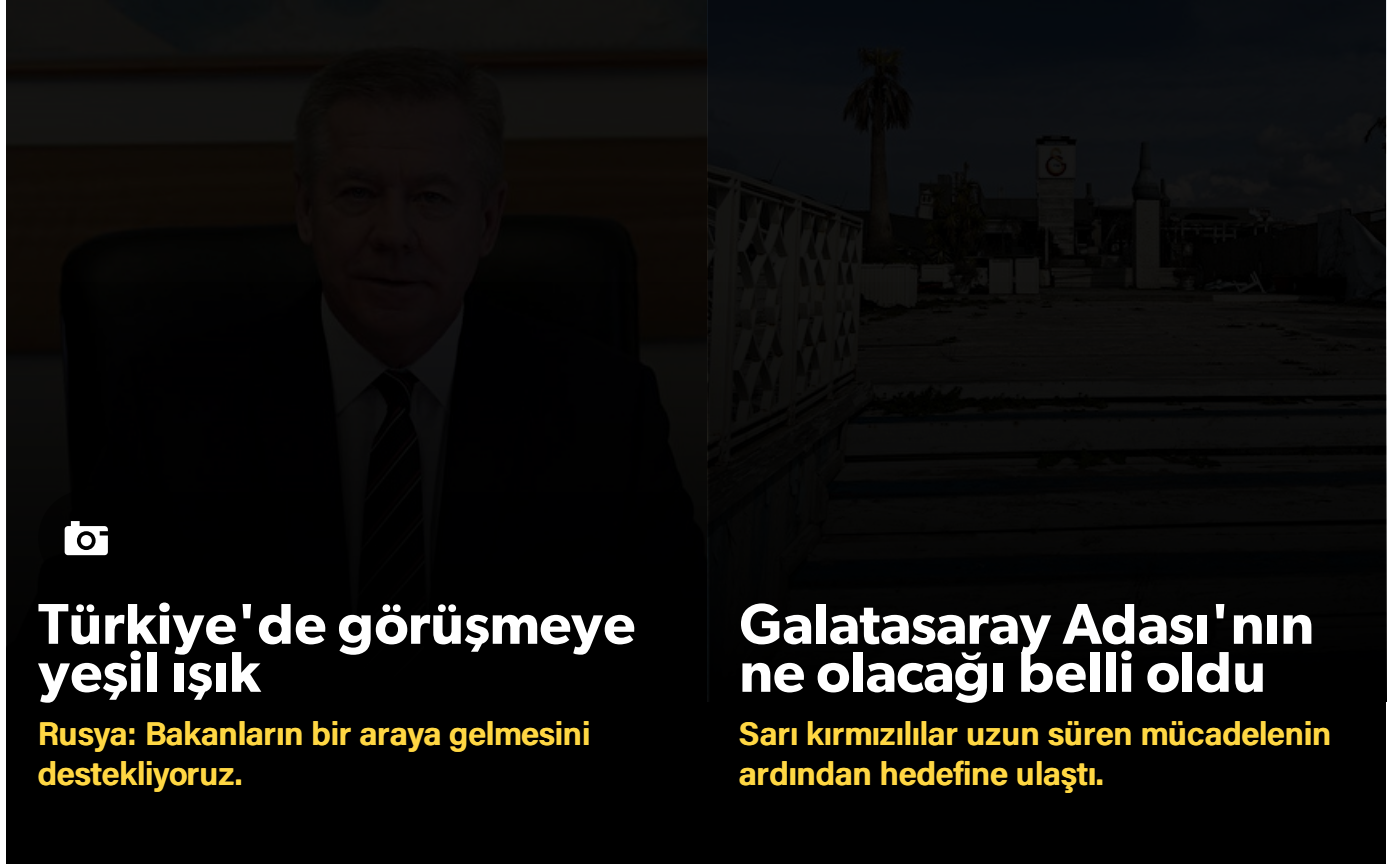 Türkiye'de görüşmeye
yeşil ışık
Rusya: Bakanların bir araya gelmesini
destekliyoruz.
Galatasaray Adası'nın
ne olacağı belli oldu
Sarı kırmızılılar uzun süren mücadelenin
ardından hedefine ulaştı.